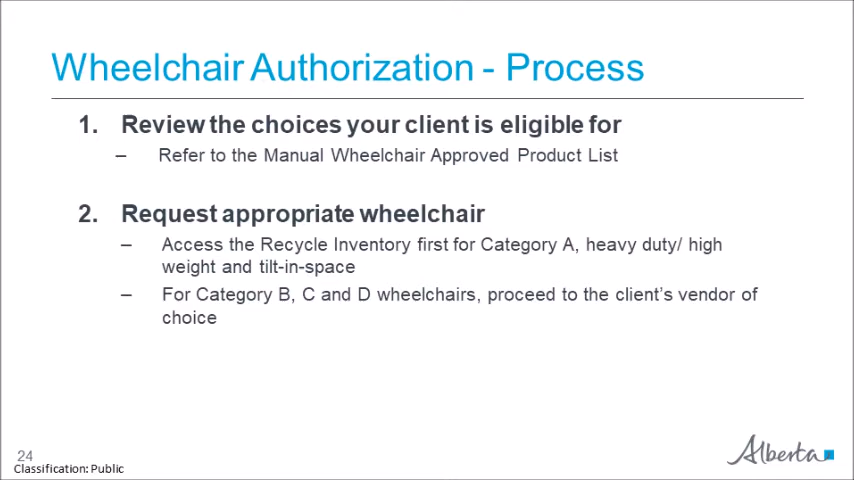 Wheelchair Authorization - Process
1. Review the choices your client is eligible for
– Refer to the Manual Wheelchair Approved Product List
2. Request appropriate wheelchair
– Access the Recycle Inventory first for Category A, heavy duty/ high
weight and tilt-in-space
– For Category B, C and D wheelchairs, proceed to the client’s vendor of
choice
24
Classification: Public
Alberta